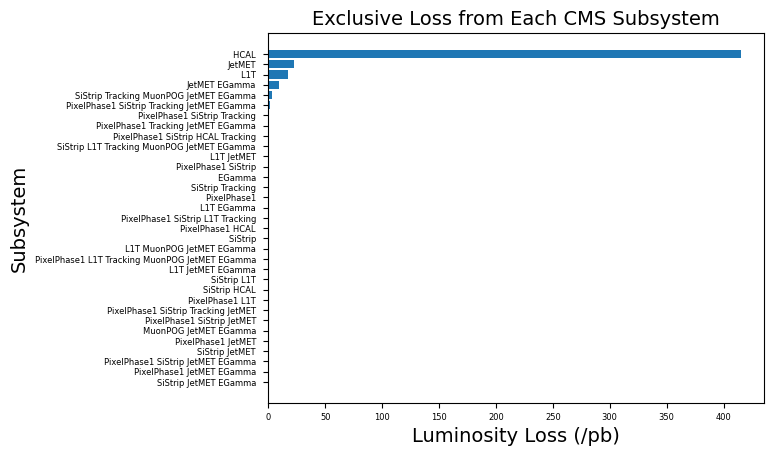 Exclusive Loss from Each CMS Subsystem
Subsystem
HCAL
JetMET
L1T
JetMET EGamma
SiStrip Tracking MuonPOG JetMET EGamma
PixelPhase1 SiStrip Tracking JetMET EGamma
PixelPhase1 SiStrip Tracking
PixelPhase1 Tracking JetMET EGamma
PixelPhase1 SiStrip HCAL Tracking
SiStrip L1T Tracking MuonPOG JetMET EGamma
L1T JetMET
PixelPhase1 SiStrip
EGamma
SiStrip Tracking
PixelPhase1
L1T EGamma
PixelPhase1 SiStrip L1T Tracking
PixelPhase1 HCAL
SiStrip
L1T MuonPOG JetMET EGamma
PixelPhase1 L1T Tracking MuonPOG JetMET EGamma
L1T JetMET EGamma
SiStrip L1T
SiStrip HCAL
PixelPhase1 L1T
PixelPhase1 SiStrip Tracking JetMET
PixelPhase1 SiStrip JetMET
MuonPOG JetMET EGamma
PixelPhase1 JetMET
SiStrip JetMET
PixelPhase1 SiStrip JetMET EGamma
PixelPhase1 JetMET EGamma
SiStrip JetMET EGamma
0 50 100 150 200 250 300 350 400
Luminosity Loss (/pb)